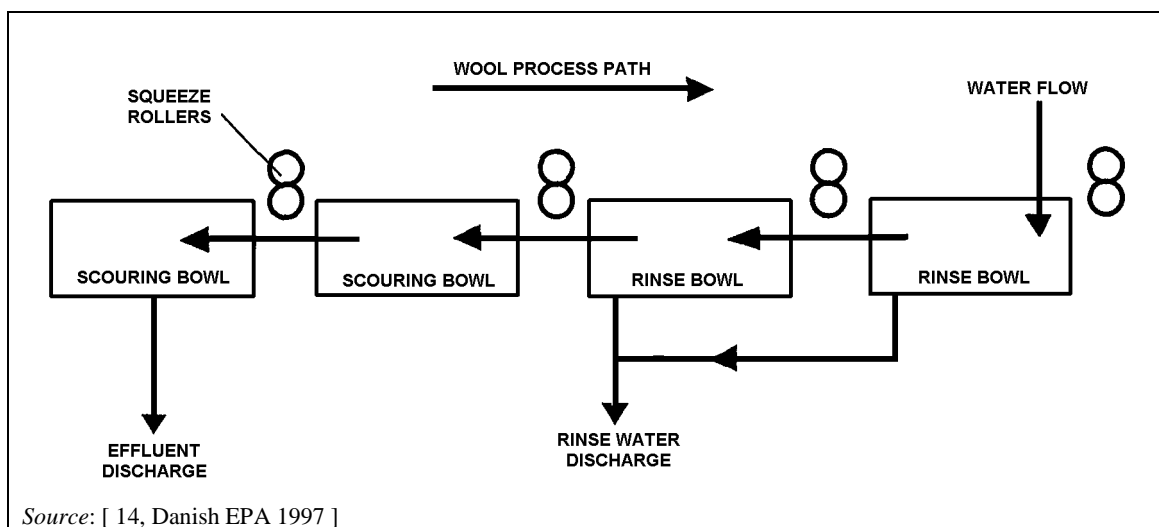 WOOL PROCESS PATH
SQUEEZE
ROLLERS
WATER FLOW
SCOURING BOWL
SCOURING BOWL
RINSE BOWL
RINSE BOWL
EFFLUENT
DISCHARGE
RINSE WATER
DISCHARGE
Source: [ 14, Danish EPA 1997 ]